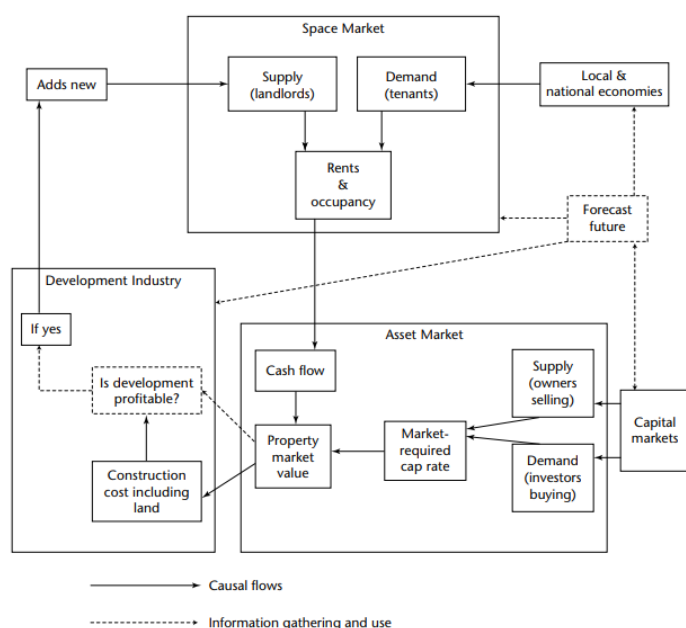 Space Market
Adds new
Supply
(landlords)
Demand
(tenants)
Local &
national economies
Rents
&
occupancy
Forecast
future
Development Industry
If yes
Asset Market
Is development
profitable?
Cash flow
Supply
(owners
selling)
Construction
cost including
land
Property
market
value
Market-
required
cap rate
Capital
markets
Demand
(investors
buying)
Causal flows
Information gathering and use